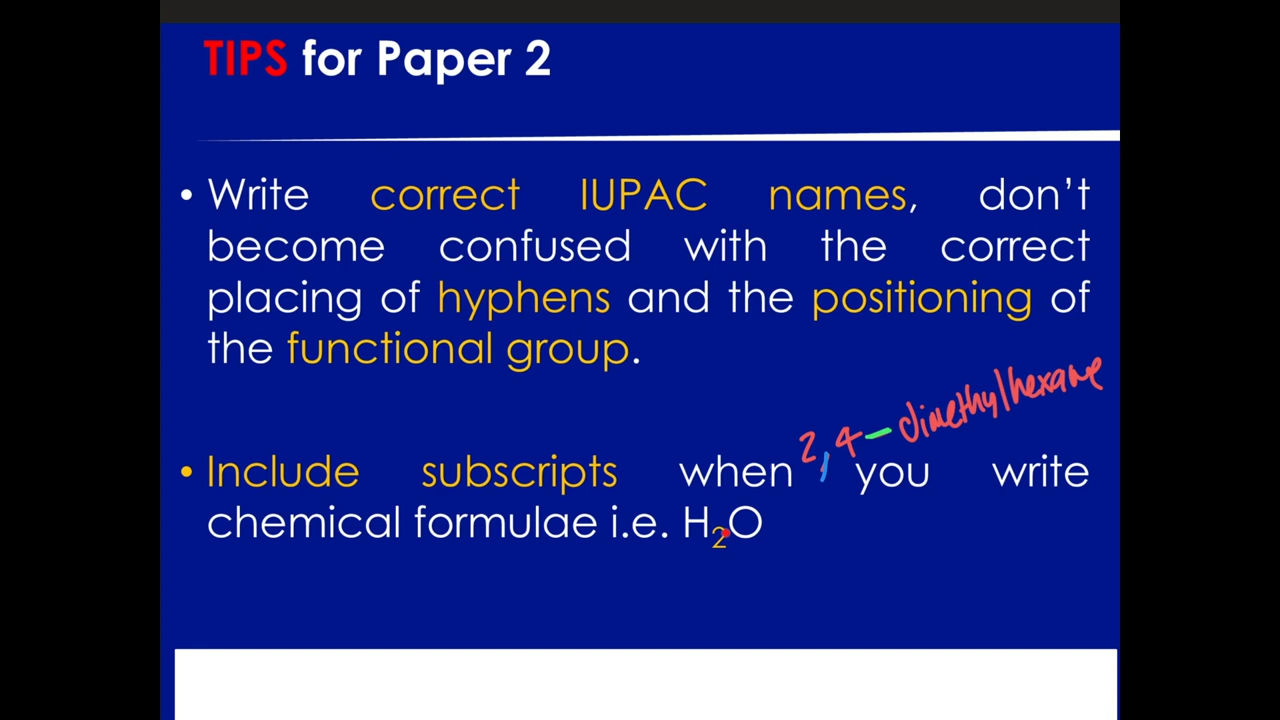 TIPS for Paper 2
• Write correct IUPAC names, don’t
become confused with the correct
placing of hyphens and the positioning of
the functional group.
2,4-dimethylhexane
• Include subscripts when you write
chemical formulae i.e. H₂O